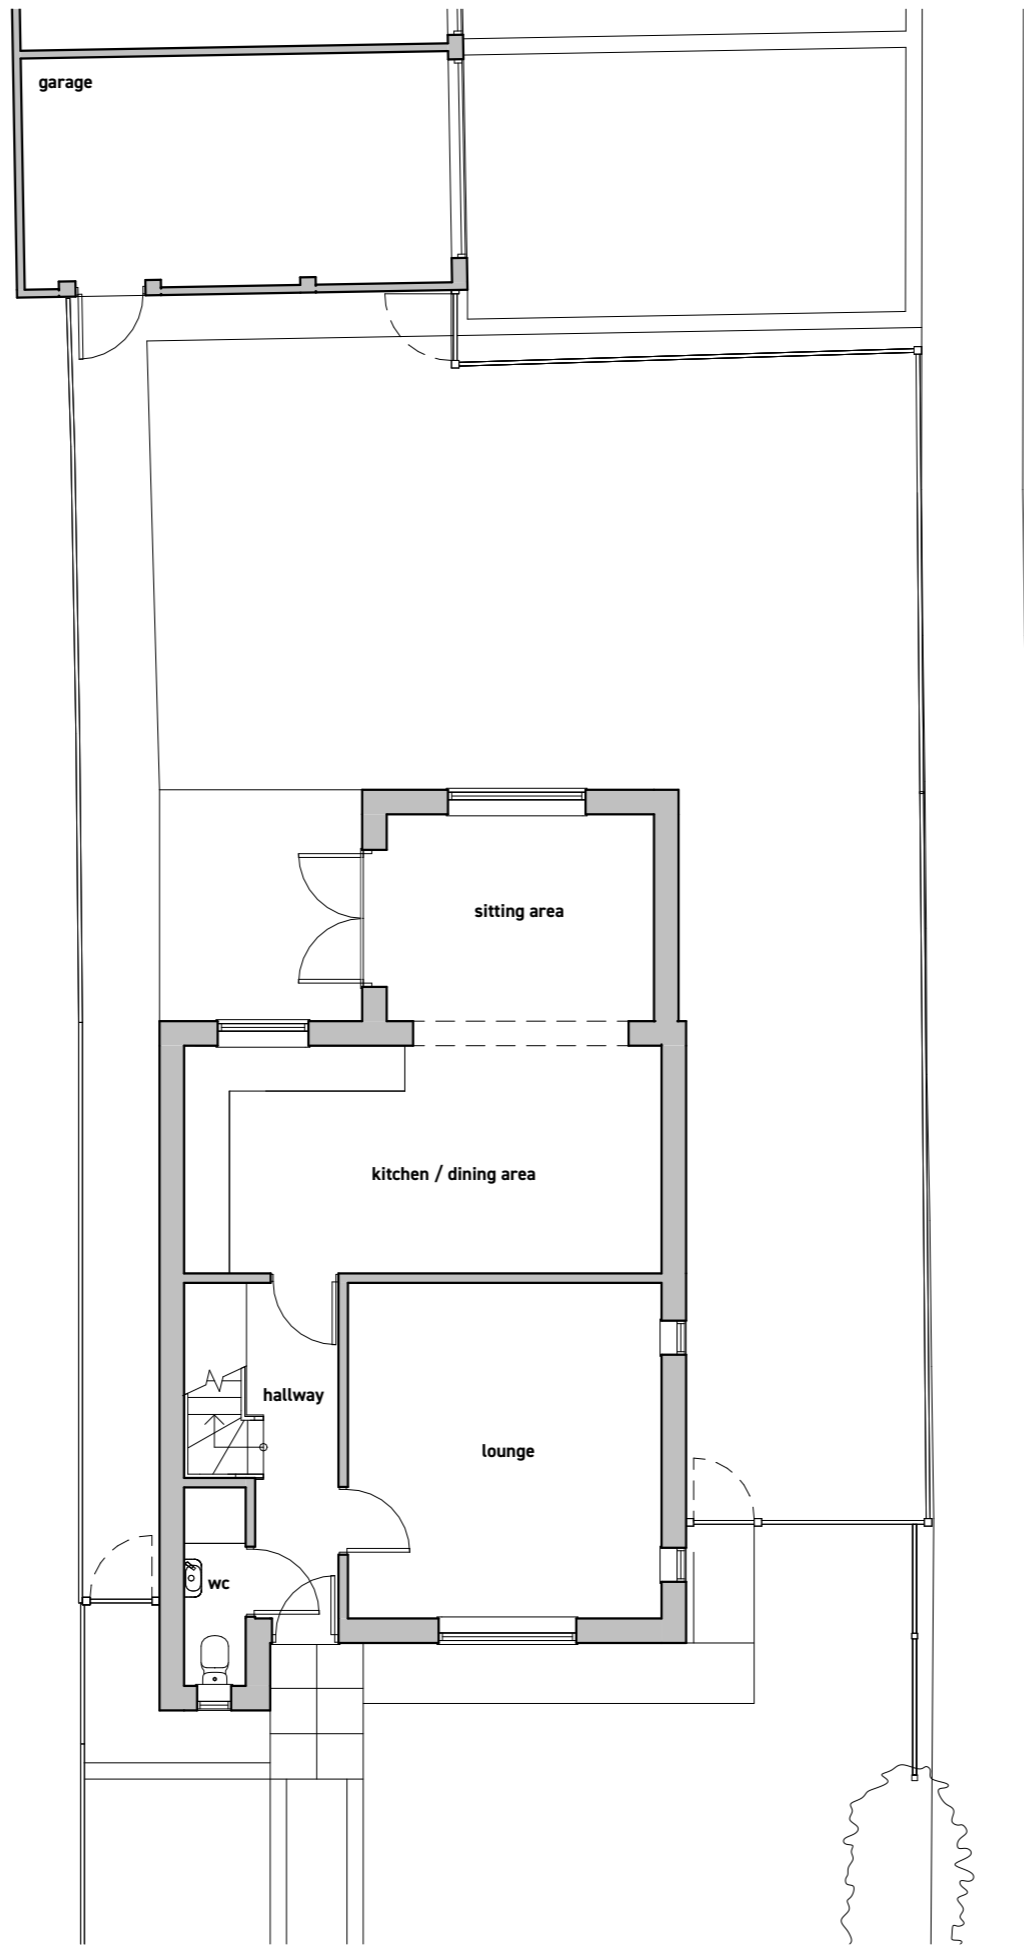 garage
sitting area
kitchen / dining area
hallway
lounge
wc